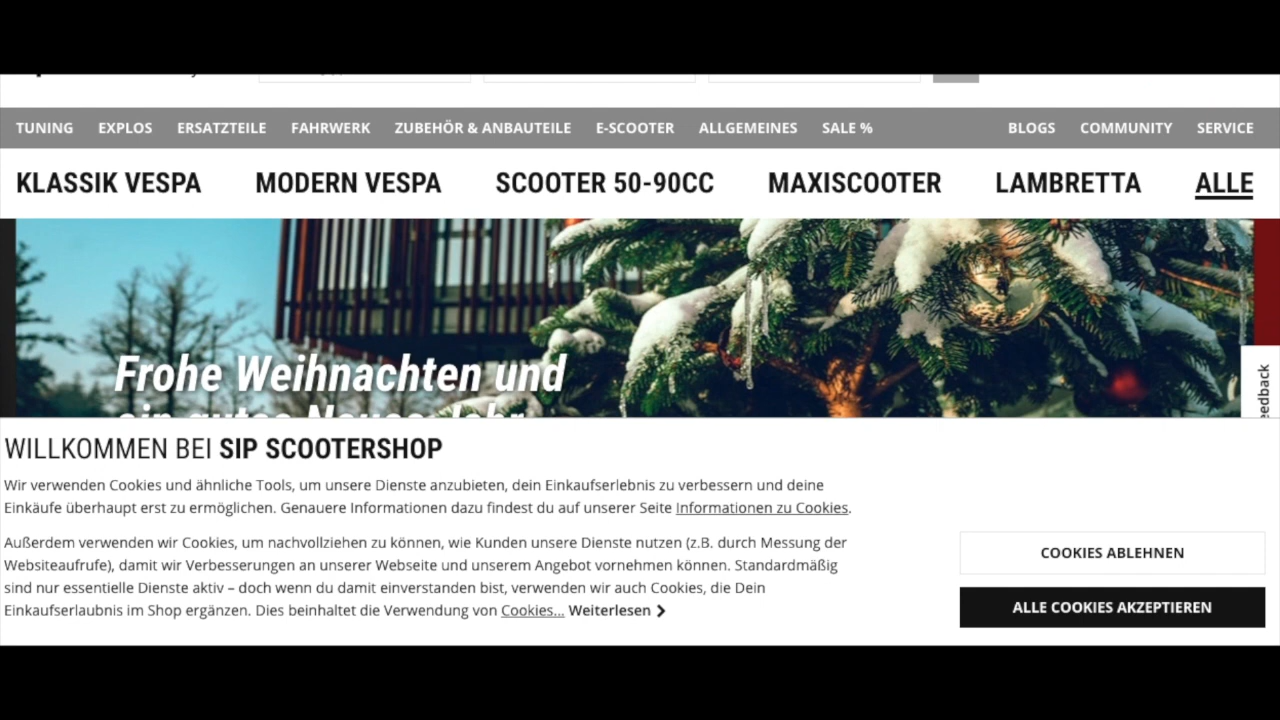 TUNING EXPLOS ERSATZTEILE FAHRWERK ZUBEHÖR & ANBAUTEILE E-SCOOTER ALLGEMEINES SALE % BLOGS COMMUNITY SERVICE
KLASSIK VESPA MODERN VESPA SCOOTER 50-90CC MAXISCOOTER LAMBRETTA ALLE
Frohe Weihnachten und
ein gutes Neues Jahr
eedback
WILLKOMMEN BEI SIP SCOOTERSHOP
Wir verwenden Cookies und ähnliche Tools, um unsere Dienste anzubieten, dein Einkaufserlebnis zu verbessern und deine
Einkäufe überhaupt erst zu ermöglichen. Genauere Informationen dazu findest du auf unserer Seite Informationen zu Cookies.
Außerdem verwenden wir Cookies, um nachvollziehen zu können, wie Kunden unsere Dienste nutzen (z.B. durch Messung der
Websiteaufrufe), damit wir Verbesserungen an unserer Webseite und unserem Angebot vornehmen können. Standardmäßig
sind nur essentielle Dienste aktiv – doch wenn du damit einverstanden bist, verwenden wir auch Cookies, die Dein
Einkaufserlaubnis im Shop ergänzen. Dies beinhaltet die Verwendung von Cookies... Weiterlesen
COOKIES ABLEHNEN
ALLE COOKIES AKZEPTIEREN